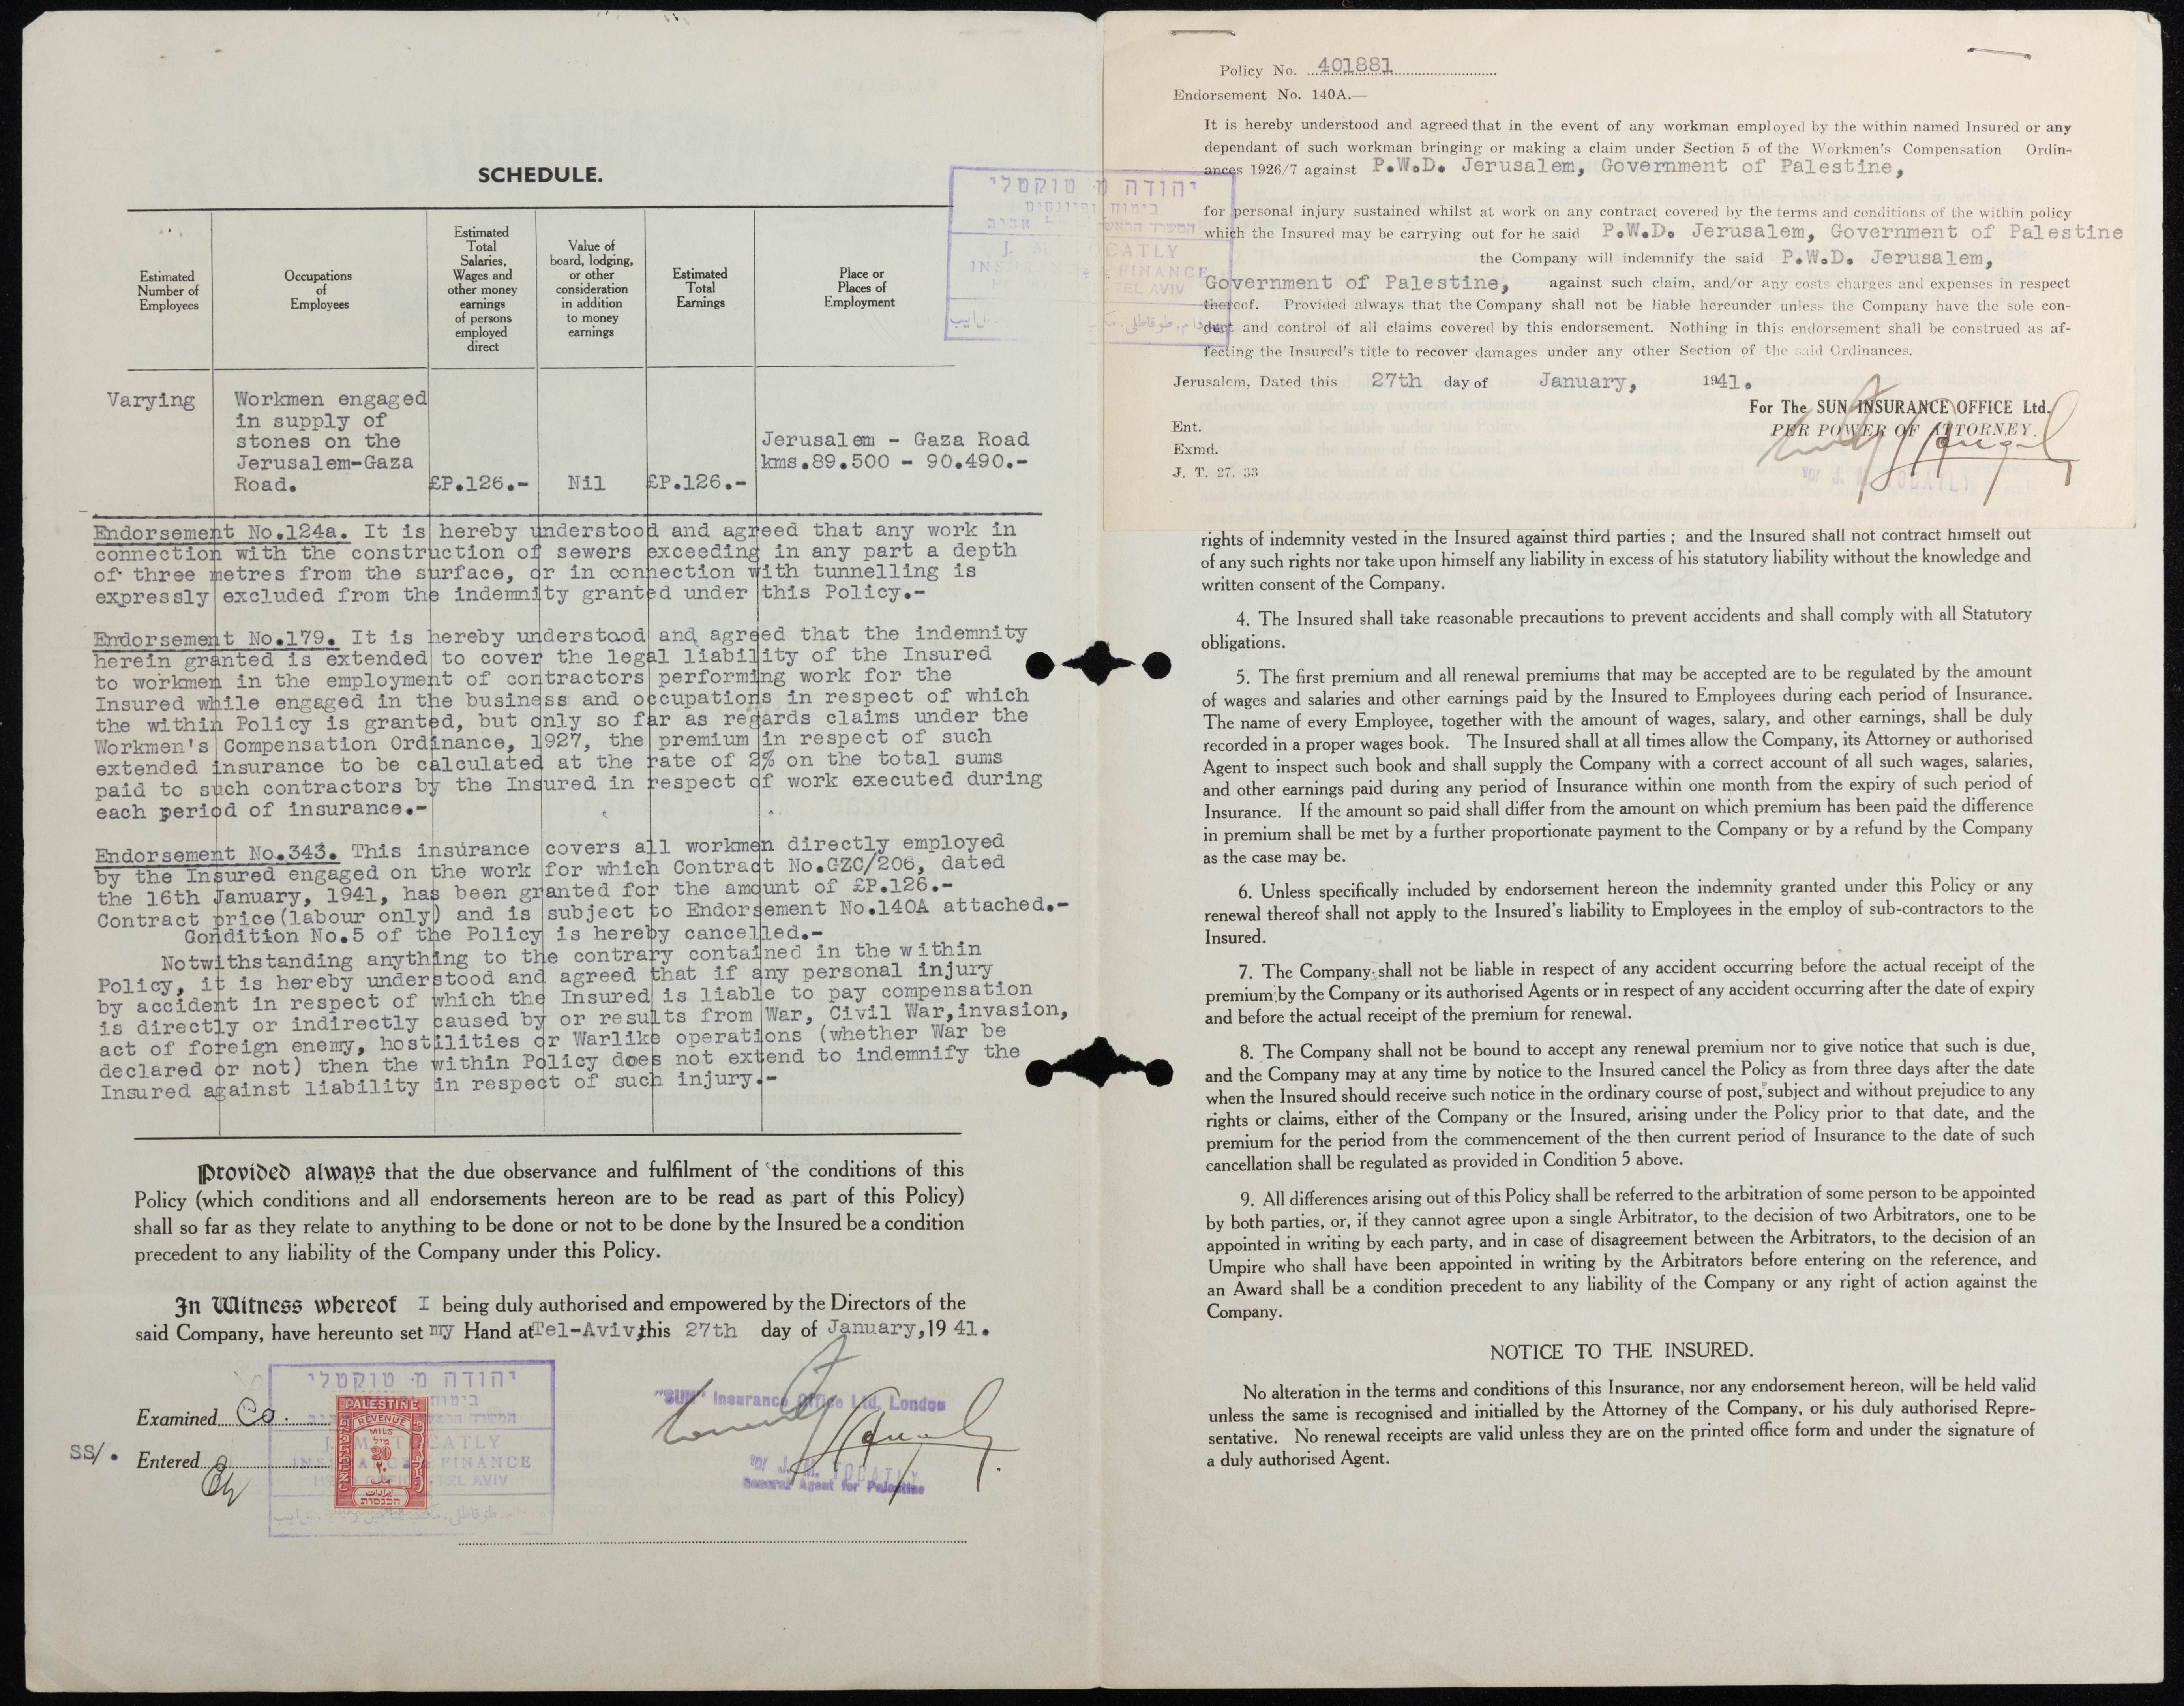 SCHEDULE.
Estimated
Number of
Employees
Occupations
of
Employees
Estimated
Total
Salaries,
Wages and
other money
earnings
of persons
employed
direct
Value of
board, lodging,
or other
consideration
in addition
to money
earnings
Estimated
Total
Earnings
Place or
Places of
Employment
Varying
Workmen engaged
in supply of
stones on the
Jerusalem-Gaza
Road.
£P.126.-
Nil
£P.126.-
Jerusalem - Gaza Road
kms.89.500 - 90.490.-
Endorsement No.124a. It is hereby understood and agreed that any work in
connection with the construction of sewers exceeding in any part a depth
of three metres from the surface, or in connection with tunnelling is
expressly excluded from the indemnity granted under this Policy.-
Endorsement No.179. It is hereby understood and agreed that the indemnity
herein granted is extended to cover the legal liability of the Insured
to workmen in the employment of contractors performing work for the
Insured while engaged in the business and occupations in respect of which
the within Policy is granted, but only so far as regards claims under the
Workmen's Compensation Ordinance, 1927, the premium in respect of such
extended insurance to be calculated at the rate of 2% on the total sums
paid to such contractors by the Insured in respect of work executed during
each period of insurance.-
Endorsement No.343. This insurance covers all workmen directly employed
by the Insured engaged on the work for which Contract No.GZC/206, dated
the 16th January, 1941, has been granted for the amount of £P.126.-
Contract price(labour only) and is subject to Endorsement No.140A attached.-
Condition No.5 of the Policy is hereby cancelled.-
Notwithstanding anything to the contrary contained in the within
Policy, it is hereby understood and agreed that if any personal injury
by accident in respect of which the Insured is liable to pay compensation
is directly or indirectly caused by or results from War, Civil War,invasion,
act of foreign enemy, hostilities or Warlike operations (whether War be
declared or not) then the within Policy does not extend to indemnify the
Insured against liability in respect of such injury.-
Provided always that the due observance and fulfilment of the conditions of this
Policy (which conditions and all endorsements hereon are to be read as part of this Policy)
shall so far as they relate to anything to be done or not to be done by the Insured be a condition
precedent to any liability of the Company under this Policy.
In Witness whereof I being duly authorised and empowered by the Directors of the
said Company, have hereunto set my Hand at Tel-Aviv, this 27th day of January, 1941.
יהודה מ. טוקטלי
J. M. TOCATLY
INSURANCE & FINANCE
HEAD OFFICE - TEL AVIV
Examined Co.
SS/. Entered
PALESTINE
REVENUE
MILS
מיל
20
٢٠
إيرادات
הכנסות
"SUN" Insurance Office Ltd. London
J. M. TOCATLY
General Agent for Palestine
Policy No. 401881
Endorsement No. 140A.—
It is hereby understood and agreed that in the event of any workman employed by the within named Insured or any
dependant of such workman bringing or making a claim under Section 5 of the Workmen's Compensation Ordin-
ances 1926/7 against P.W.D. Jerusalem, Government of Palestine,
for personal injury sustained whilst at work on any contract covered by the terms and conditions of the within policy
which the Insured may be carrying out for he said P.W.D. Jerusalem, Government of Palestine
the Company will indemnify the said P.W.D. Jerusalem,
Government of Palestine, against such claim, and/or any costs charges and expenses in respect
thereof. Provided always that the Company shall not be liable hereunder unless the Company have the sole con-
duct and control of all claims covered by this endorsement. Nothing in this endorsement shall be construed as af-
fecting the Insured's title to recover damages under any other Section of the said Ordinances.
Jerusalem, Dated this 27th day of January, 1941.
For The SUN INSURANCE OFFICE Ltd.
PER POWER OF ATTORNEY.
Ent.
Exmd.
J. T. 27. 33
יהודה מ. טוקטלי
ביטוח ופיננסים
J. M. TOCATLY
INSURANCE & FINANCE
TEL AVIV
rights of indemnity vested in the Insured against third parties ; and the Insured shall not contract himself out
of any such rights nor take upon himself any liability in excess of his statutory liability without the knowledge and
written consent of the Company.
4. The Insured shall take reasonable precautions to prevent accidents and shall comply with all Statutory
obligations.
5. The first premium and all renewal premiums that may be accepted are to be regulated by the amount
of wages and salaries and other earnings paid by the Insured to Employees during each period of Insurance.
The name of every Employee, together with the amount of wages, salary, and other earnings, shall be duly
recorded in a proper wages book. The Insured shall at all times allow the Company, its Attorney or authorised
Agent to inspect such book and shall supply the Company with a correct account of all such wages, salaries,
and other earnings paid during any period of Insurance within one month from the expiry of such period of
Insurance. If the amount so paid shall differ from the amount on which premium has been paid the difference
in premium shall be met by a further proportionate payment to the Company or by a refund by the Company
as the case may be.
6. Unless specifically included by endorsement hereon the indemnity granted under this Policy or any
renewal thereof shall not apply to the Insured's liability to Employees in the employ of sub-contractors to the
Insured.
7. The Company shall not be liable in respect of any accident occurring before the actual receipt of the
premium by the Company or its authorised Agents or in respect of any accident occurring after the date of expiry
and before the actual receipt of the premium for renewal.
8. The Company shall not be bound to accept any renewal premium nor to give notice that such is due,
and the Company may at any time by notice to the Insured cancel the Policy as from three days after the date
when the Insured should receive such notice in the ordinary course of post, subject and without prejudice to any
rights or claims, either of the Company or the Insured, arising under the Policy prior to that date, and the
premium for the period from the commencement of the then current period of Insurance to the date of such
cancellation shall be regulated as provided in Condition 5 above.
9. All differences arising out of this Policy shall be referred to the arbitration of some person to be appointed
by both parties, or, if they cannot agree upon a single Arbitrator, to the decision of two Arbitrators, one to be
appointed in writing by each party, and in case of disagreement between the Arbitrators, to the decision of an
Umpire who shall have been appointed in writing by the Arbitrators before entering on the reference, and
an Award shall be a condition precedent to any liability of the Company or any right of action against the
Company.
NOTICE TO THE INSURED.
No alteration in the terms and conditions of this Insurance, nor any endorsement hereon, will be held valid
unless the same is recognised and initialled by the Attorney of the Company, or his duly authorised Repre-
sentative. No renewal receipts are valid unless they are on the printed office form and under the signature of
a duly authorised Agent.